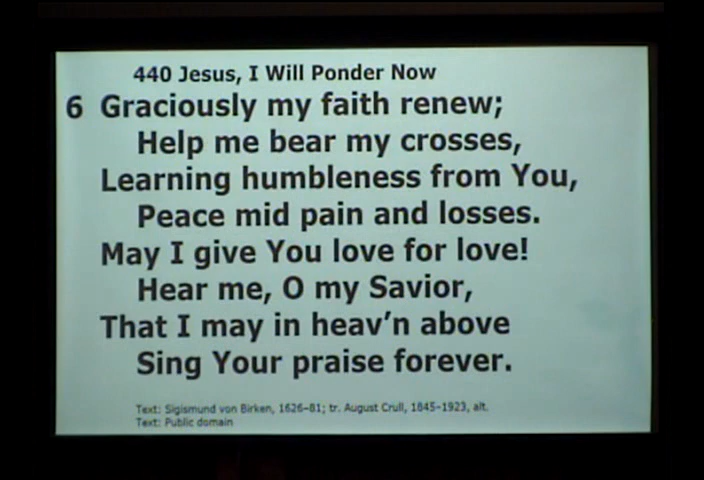 440 Jesus, I Will Ponder Now
6 Graciously my faith renew;
Help me bear my crosses,
Learning humbleness from You,
Peace mid pain and losses.
May I give You love for love!
Hear me, O my Savior,
That I may in heav’n above
Sing Your praise forever.
Text: Sigismund von Birken, 1626–81; tr. August Crull, 1845–1923, alt.
Text: Public domain